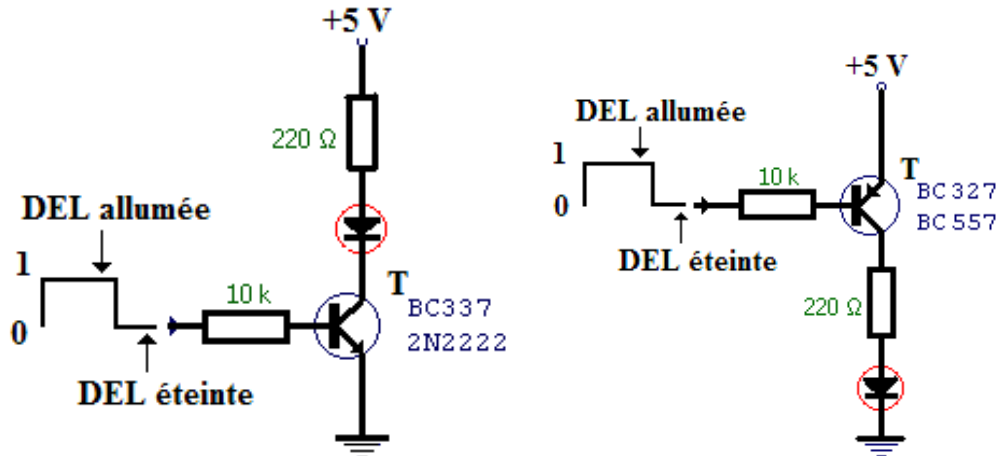 +5 V
220 Ω
DEL allumée
1
0
10 k
T
BC337
2N2222
DEL éteinte
+5 V
DEL allumée
1
0
10 k
T
BC327
BC557
DEL éteinte
220 Ω